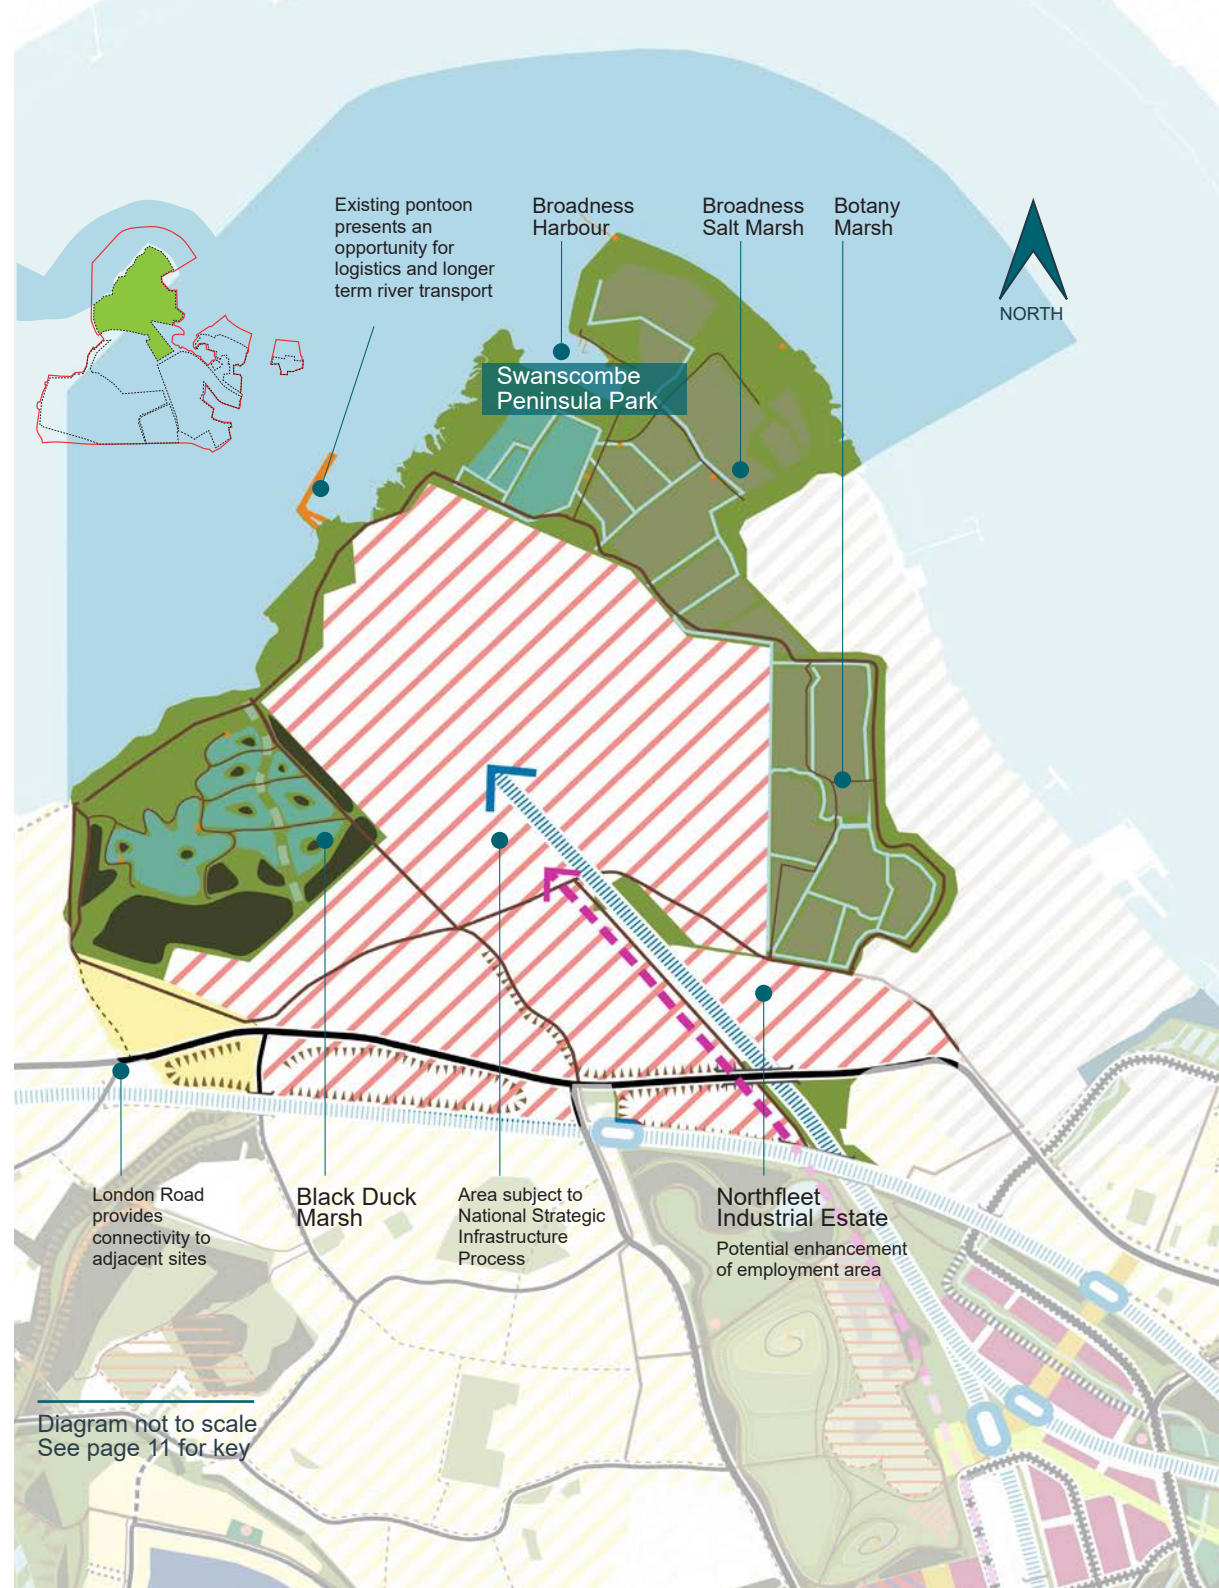 Existing pontoon
presents an
opportunity for
logistics and longer
term river transport
Broadness
Harbour
Broadness
Salt Marsh
Botany
Marsh
NORTH
Swanscombe
Peninsula Park
London Road
provides
connectivity to
adjacent sites
Black Duck
Marsh
Area subject to
National Strategic
Infrastructure
Process
Northfleet
Industrial Estate
Potential enhancement
of employment area
Diagram not to scale
See page 11 for key